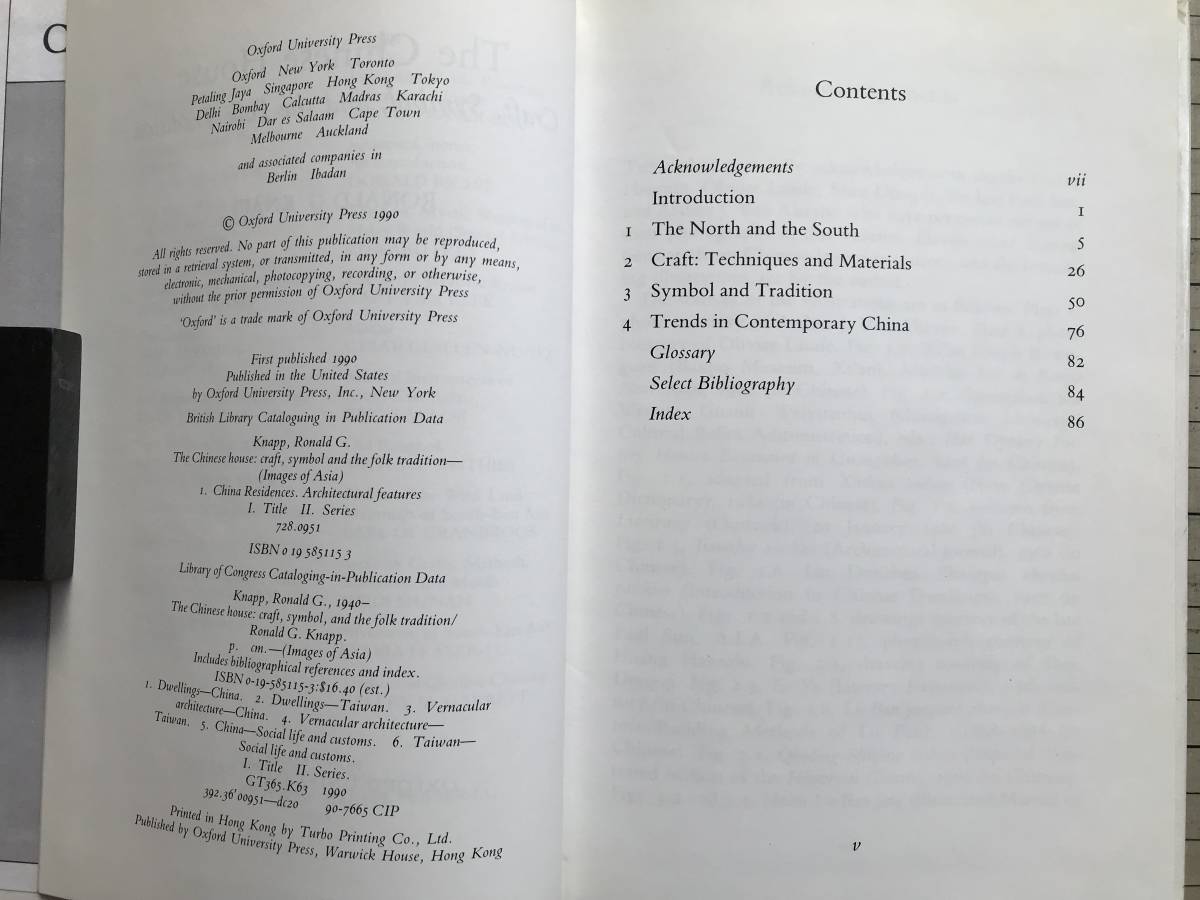 Oxford University Press
Oxford New York Toronto
Petaling Jaya Singapore Hong Kong Tokyo
Delhi Bombay Calcutta Madras Karachi
Nairobi Dar es Salaam Cape Town
Melbourne Auckland
and associated companies in
Berlin Ibadan
© Oxford University Press 1990
All rights reserved. No part of this publication may be reproduced,
stored in a retrieval system, or transmitted, in any form or by any means,
electronic, mechanical, photocopying, recording, or otherwise,
without the prior permission of Oxford University Press
'Oxford' is a trade mark of Oxford University Press
First published 1990
Published in the United States
by Oxford University Press, Inc., New York
British Library Cataloguing in Publication Data
Knapp, Ronald G.
The Chinese house: craft, symbol and the folk tradition—
(Images of Asia)
1. China Residences. Architectural features
I. Title II. Series
728.0951
ISBN 0 19 585115 3
Library of Congress Cataloging-in-Publication Data
Knapp, Ronald G., 1940–
The Chinese house: craft, symbol, and the folk tradition/
Ronald G. Knapp.
p. cm.—(Images of Asia)
Includes bibliographical references and index.
ISBN 0-19-585115-3:$16.40 (est.)
1. Dwellings—China. 2. Dwellings—Taiwan. 3. Vernacular
architecture—China. 4. Vernacular architecture—
Taiwan. 5. China—Social life and customs. 6. Taiwan—
Social life and customs.
I. Title II. Series.
GT365.K63 1990
392.36'00951—dc20 90-7665 CIP
Printed in Hong Kong by Turbo Printing Co., Ltd.
Published by Oxford University Press, Warwick House, Hong Kong
Contents
Acknowledgements vii
Introduction 1
1 The North and the South 5
2 Craft: Techniques and Materials 26
3 Symbol and Tradition 50
4 Trends in Contemporary China 76
Glossary 82
Select Bibliography 84
Index 86
v